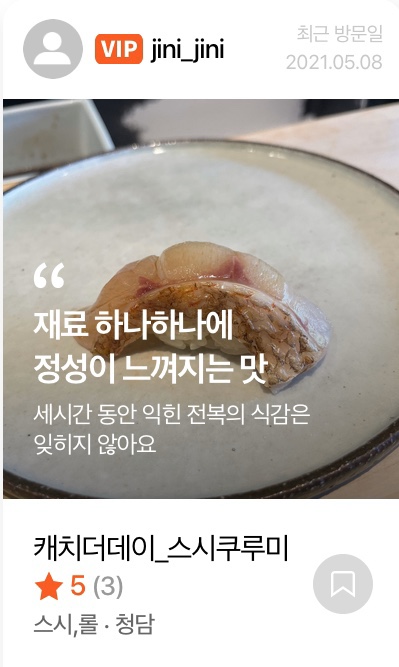 최근 방문일
VIP jini_jini
2021.05.08
“
재료 하나하나에
정성이 느껴지는 맛
세시간 동안 익힌 전복의 식감은
잊히지 않아요
캐치더데이_스시쿠루미
★ 5 (3)
스시,롤 · 청담